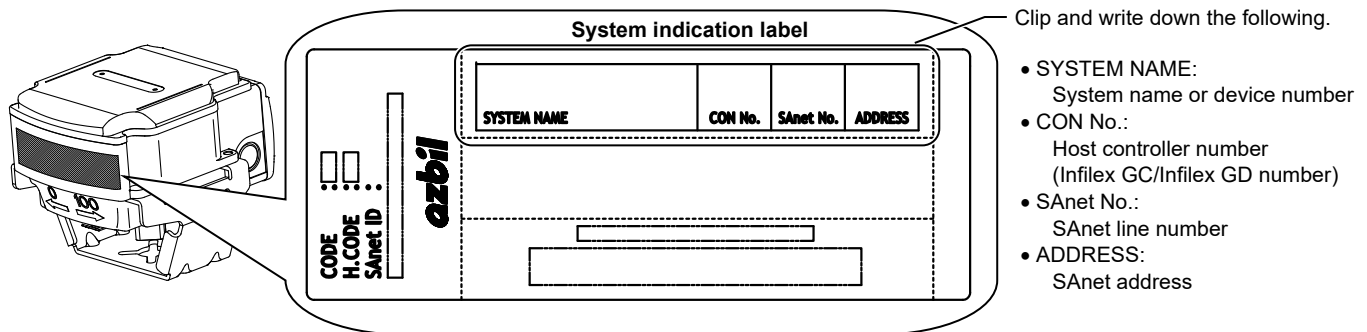 System indication label
Clip and write down the following.
SYSTEM NAME
CON No.
SAnet No.
ADDRESS
CODE :
H.CODE :
SAnet ID :
azbil
0 100
• SYSTEM NAME:
System name or device number
• CON No.:
Host controller number
(Infilex GC/Infilex GD number)
• SAnet No.:
SAnet line number
• ADDRESS:
SAnet address